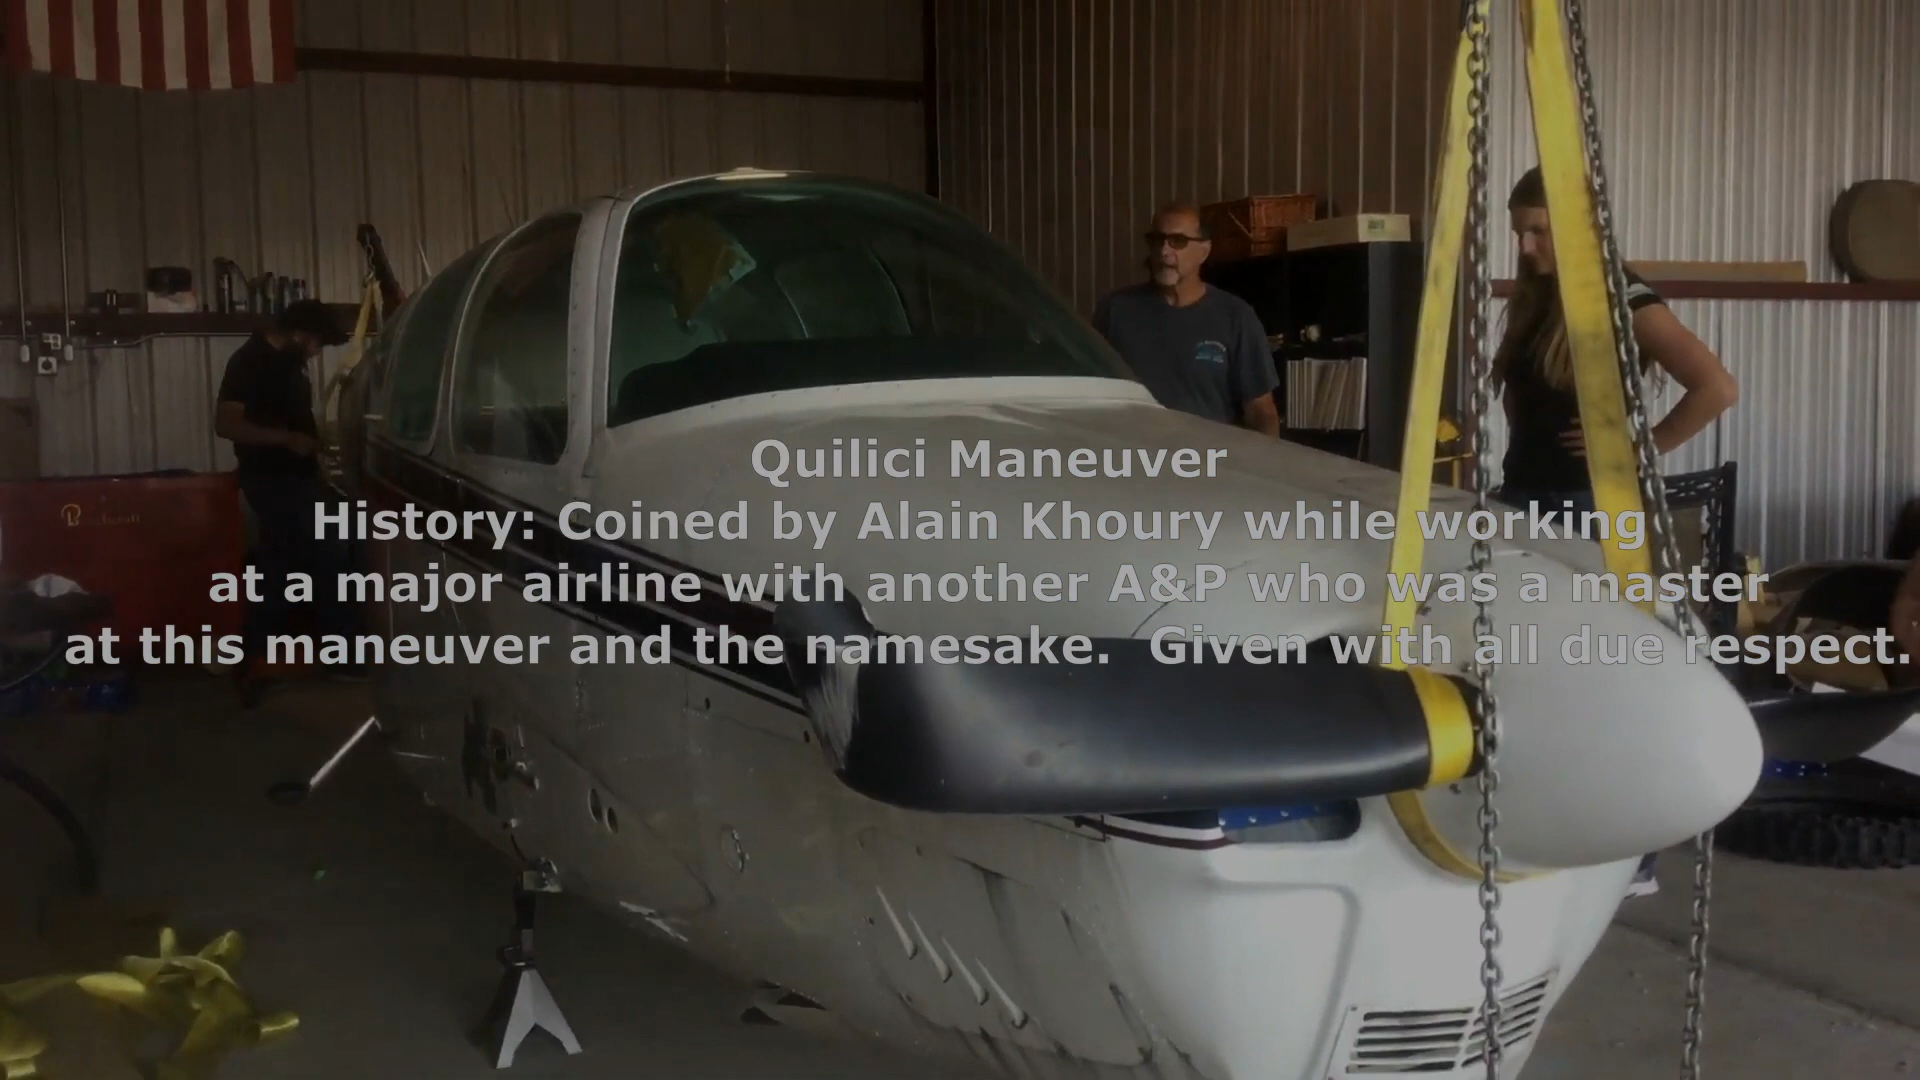 Quilici Maneuver
History: Coined by Alain Khoury while working
at a major airline with another A&P who was a master
at this maneuver and the namesake.  Given with all due respect.